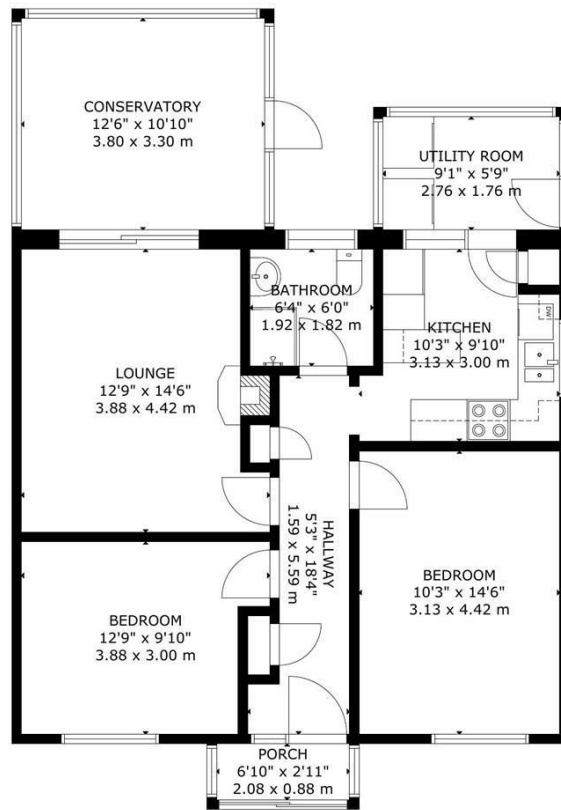 CONSERVATORY
12'6" x 10'10"
3.80 x 3.30 m
UTILITY ROOM
9'1" x 5'9"
2.76 x 1.76 m
BATHROOM
6'4" x 6'0"
1.92 x 1.82 m
DW
KITCHEN
10'3" x 9'10"
3.13 x 3.00 m
LOUNGE
12'9" x 14'6"
3.88 x 4.42 m
HALLWAY
5'3" x 18'4"
1.59 x 5.59 m
BEDROOM
10'3" x 14'6"
3.13 x 4.42 m
BEDROOM
12'9" x 9'10"
3.88 x 3.00 m
PORCH
6'10" x 2'11"
2.08 x 0.88 m